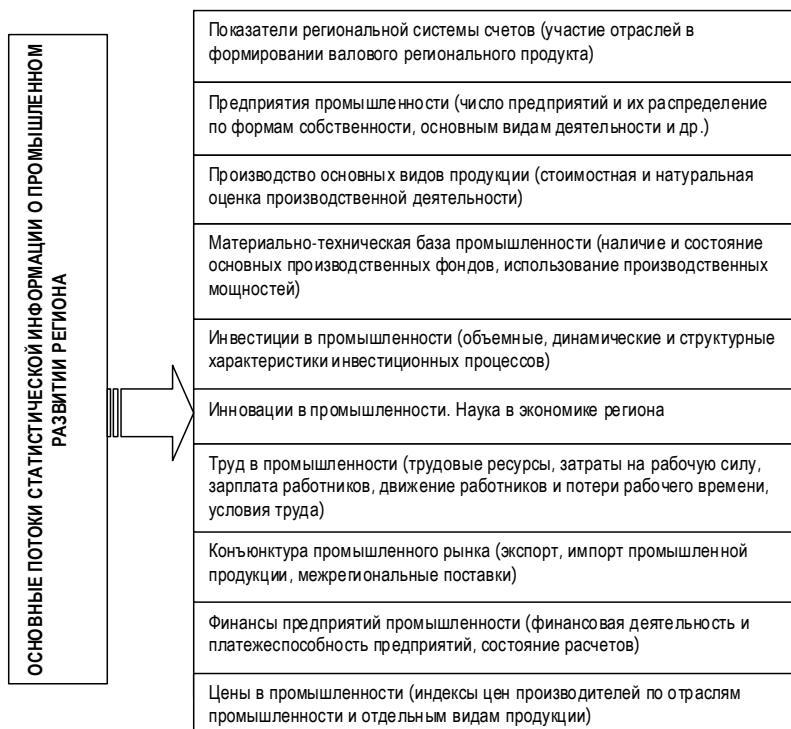 ОСНОВНЫЕ ПОТОКИ СТАТИСТИЧЕСКОЙ ИНФОРМАЦИИ О ПРОМЫШЛЕННОМ
РАЗВИТИИ РЕГИОНА
Показатели региональной системы счетов (участие отраслей в
формировании валового регионального продукта)
Предприятия промышленности (число предприятий и их распределение
по формам собственности, основным видам деятельности и др.)
Производство основных видов продукции (стоимостная и натуральная
оценка производственной деятельности)
Материально-техническая база промышленности (наличие и состояние
основных производственных фондов, использование производственных
мощностей)
Инвестиции в промышленности (объемные, динамические и структурные
характеристики инвестиционных процессов)
Инновации в промышленности. Наука в экономике региона
Труд в промышленности (трудовые ресурсы, затраты на рабочую силу,
зарплата работников, движение работников и потери рабочего времени,
условия труда)
Конъюнктура промышленного рынка (экспорт, импорт промышленной
продукции, межрегиональные поставки)
Финансы предприятий промышленности (финансовая деятельность и
платежеспособность предприятий, состояние расчетов)
Цены в промышленности (индексы цен производителей по отраслям
промышленности и отдельным видам продукции)